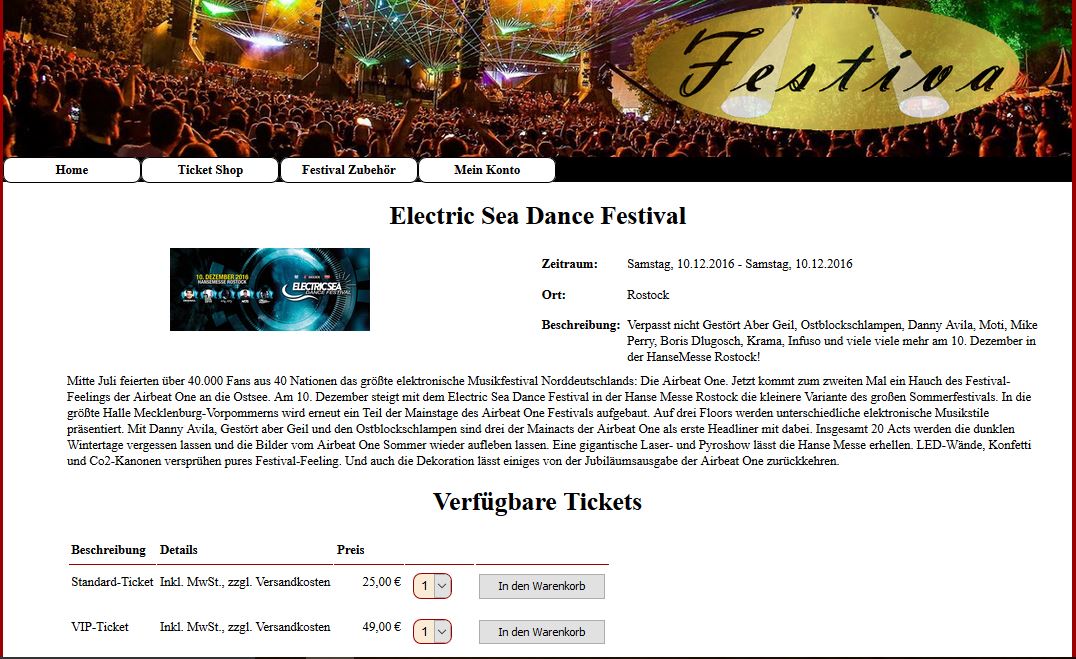 Festiva
Home Ticket Shop Festival Zubehör Mein Konto
Electric Sea Dance Festival
10. DEZEMBER 2016
HANSEMESSE ROSTOCK
ELECTRICSEA
DANCE FESTIVAL
Zeitraum: Samstag, 10.12.2016 - Samstag, 10.12.2016
Ort: Rostock
Beschreibung: Verpasst nicht Gestört Aber Geil, Ostblockschlampen, Danny Avila, Moti, Mike
Perry, Boris Dlugosch, Krama, Infuso und viele viele mehr am 10. Dezember in
der HanseMesse Rostock!
Mitte Juli feierten über 40.000 Fans aus 40 Nationen das größte elektronische Musikfestival Norddeutschlands: Die Airbeat One. Jetzt kommt zum zweiten Mal ein Hauch des Festival-
Feelings der Airbeat One an die Ostsee. Am 10. Dezember steigt mit dem Electric Sea Dance Festival in der Hanse Messe Rostock die kleinere Variante des großen Sommerfestivals. In die
größte Halle Mecklenburg-Vorpommerns wird erneut ein Teil der Mainstage des Airbeat One Festivals aufgebaut. Auf drei Floors werden unterschiedliche elektronische Musikstile
präsentiert. Mit Danny Avila, Gestört aber Geil und den Ostblockschlampen sind drei der Mainacts der Airbeat One als erste Headliner mit dabei. Insgesamt 20 Acts werden die dunklen
Wintertage vergessen lassen und die Bilder vom Airbeat One Sommer wieder aufleben lassen. Eine gigantische Laser- und Pyroshow lässt die Hanse Messe erhellen. LED-Wände, Konfetti
und Co2-Kanonen versprühen pures Festival-Feeling. Und auch die Dekoration lässt einiges von der Jubiläumsausgabe der Airbeat One zurückkehren.
Verfügbare Tickets
Beschreibung Details Preis
Standard-Ticket Inkl. MwSt., zzgl. Versandkosten 25,00 € 1 In den Warenkorb
VIP-Ticket Inkl. MwSt., zzgl. Versandkosten 49,00 € 1 In den Warenkorb